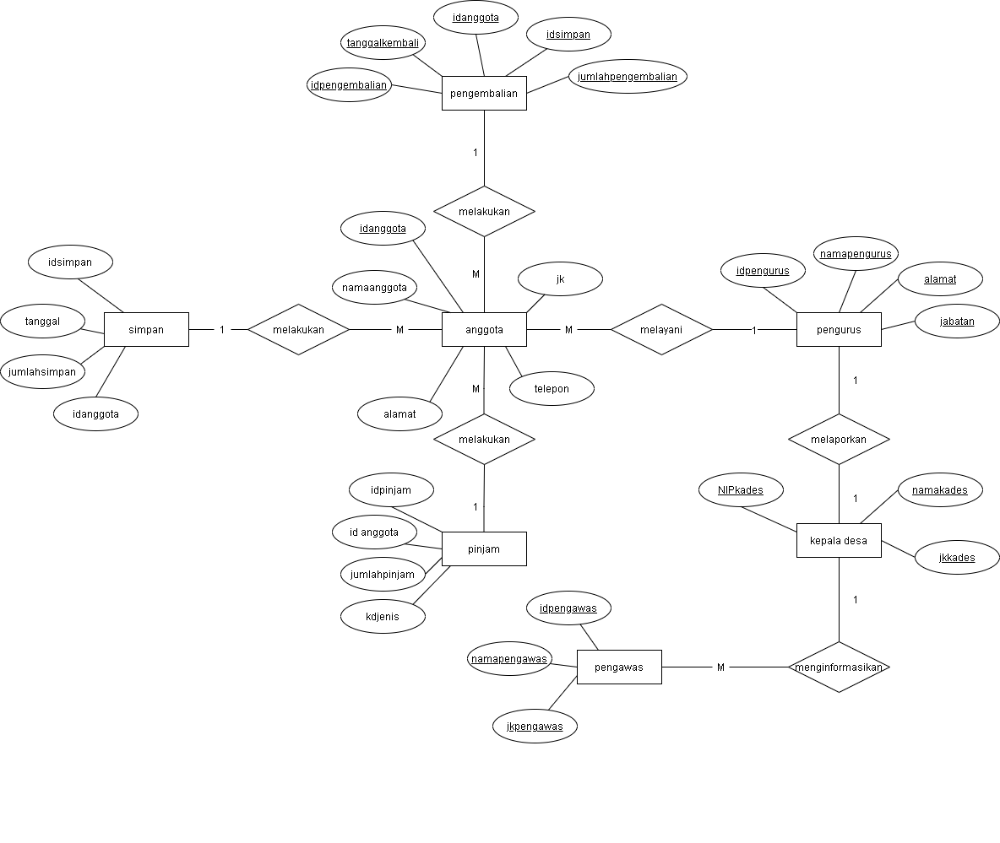 idanggota
idsimpan
tanggalkembali
jumlahpengembalian
idpengembalian
pengembalian
1
melakukan
idanggota
namapengurus
idsimpan
idpengurus
M
jk
alamat
namaanggota
tanggal
jabatan
simpan
1
melakukan
M
anggota
M
melayani
1
pengurus
jumlahsimpan
M
telepon
1
idanggota
alamat
melakukan
melaporkan
idpinjam
NIPkades
namakades
1
1
id anggota
pinjam
kepala desa
jkkades
jumlahpinjam
1
kdjenis
idpengawas
namapengawas
pengawas
M
menginformasikan
jkpengawas